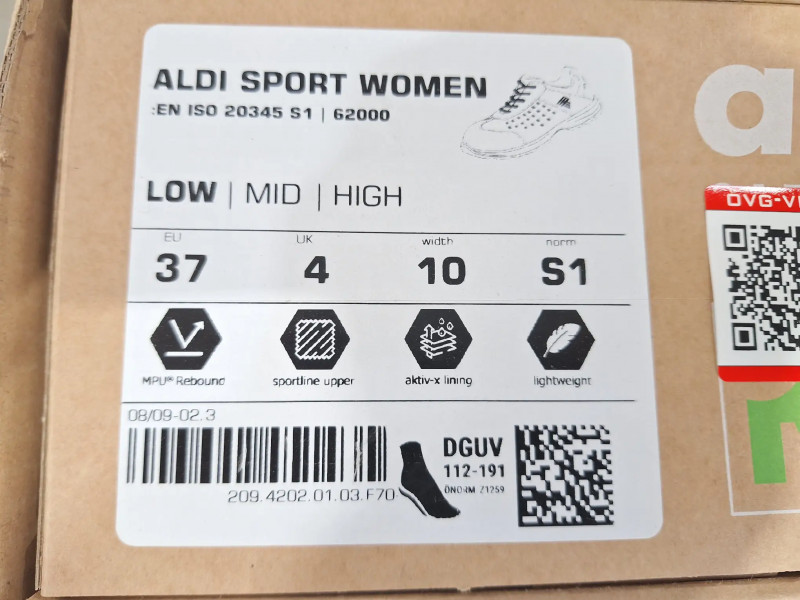 ALDI SPORT WOMEN
:EN ISO 20345 S1 | 62000
LOW | MID | HIGH
EU UK width norm
37 4 10 S1
MPU® Rebound sportline upper aktiv-x lining lightweight
08/09-02.3
209.4202.01.03.F70
DGUV
112-191
ÖNORM Z1259
a
ÖVG-V